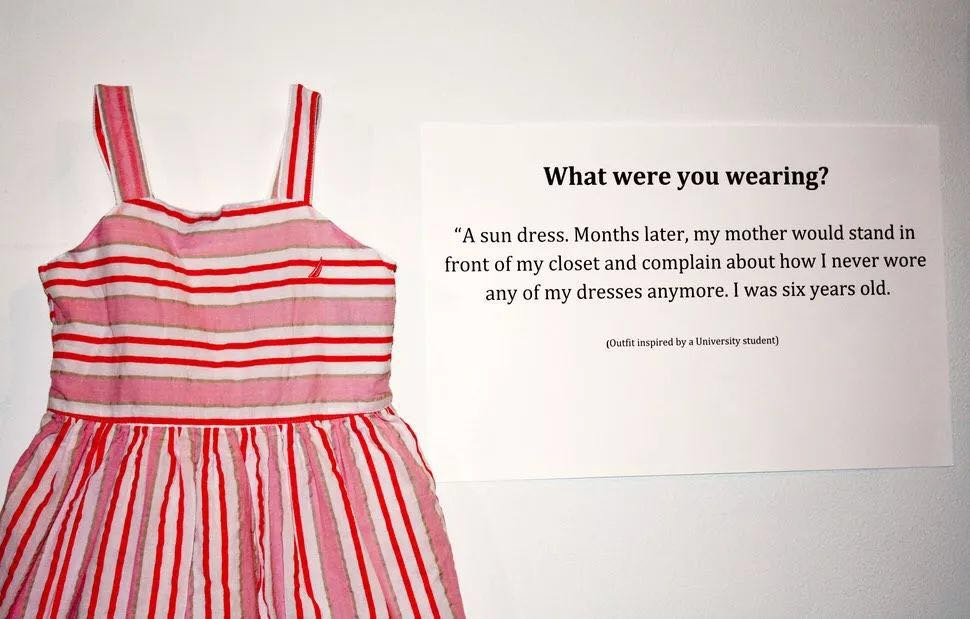 What were you wearing?
“A sun dress. Months later, my mother would stand in
front of my closet and complain about how I never wore
any of my dresses anymore. I was six years old.
(Outfit inspired by a University student)